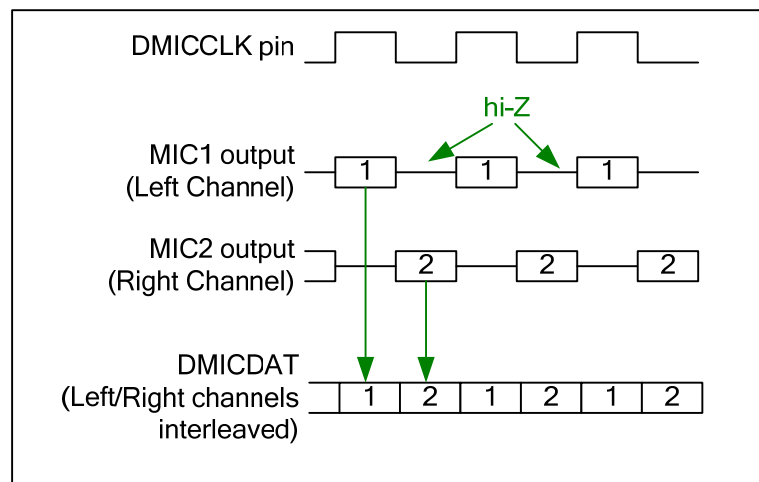 DMICCLK pin
hi-Z
MIC1 output
(Left Channel)
1 1 1
MIC2 output
(Right Channel)
2 2 2
DMICDAT
(Left/Right channels
interleaved)
1 2 1 2 1 2